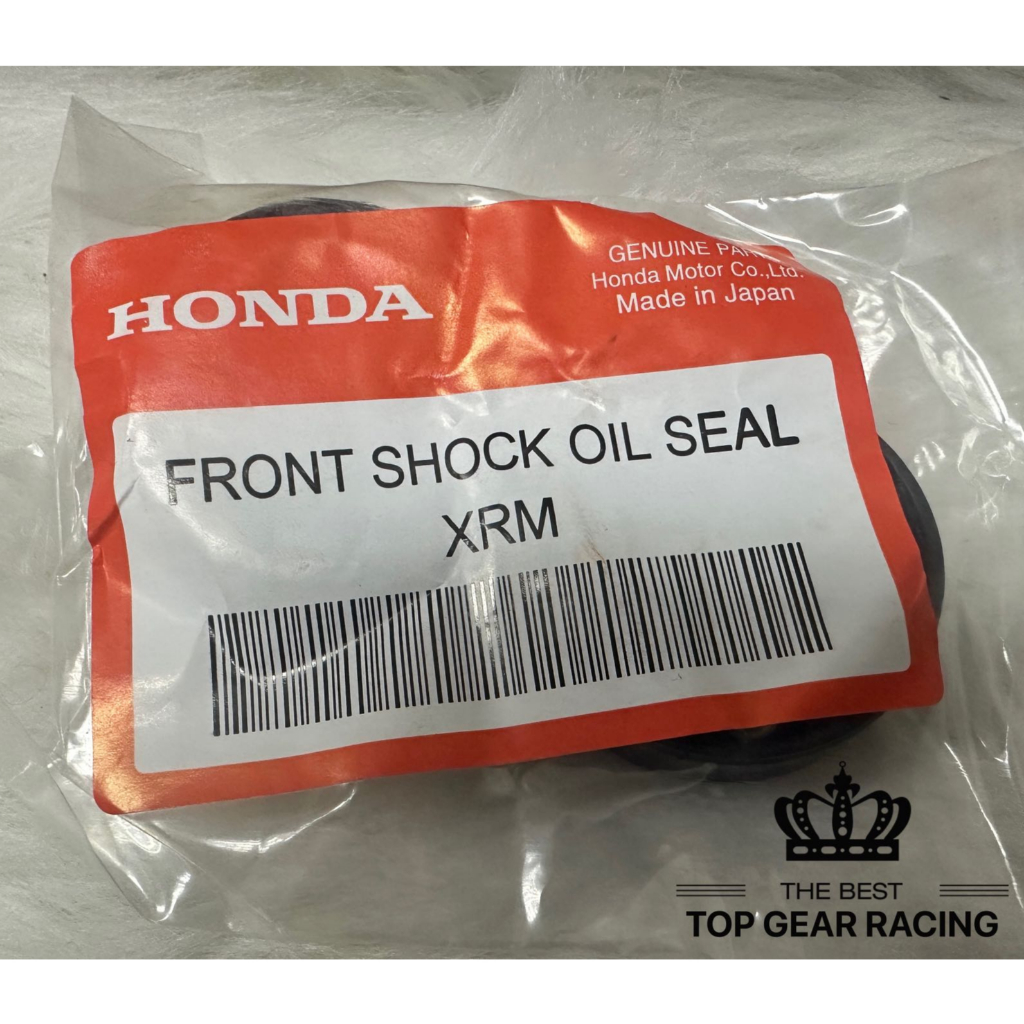 HONDA
GENUINE
Honda Motor Co.,Ltd.
Made in Japan
FRONT SHOCK OIL SEAL
XRM
THE BEST
TOP GEAR RACING